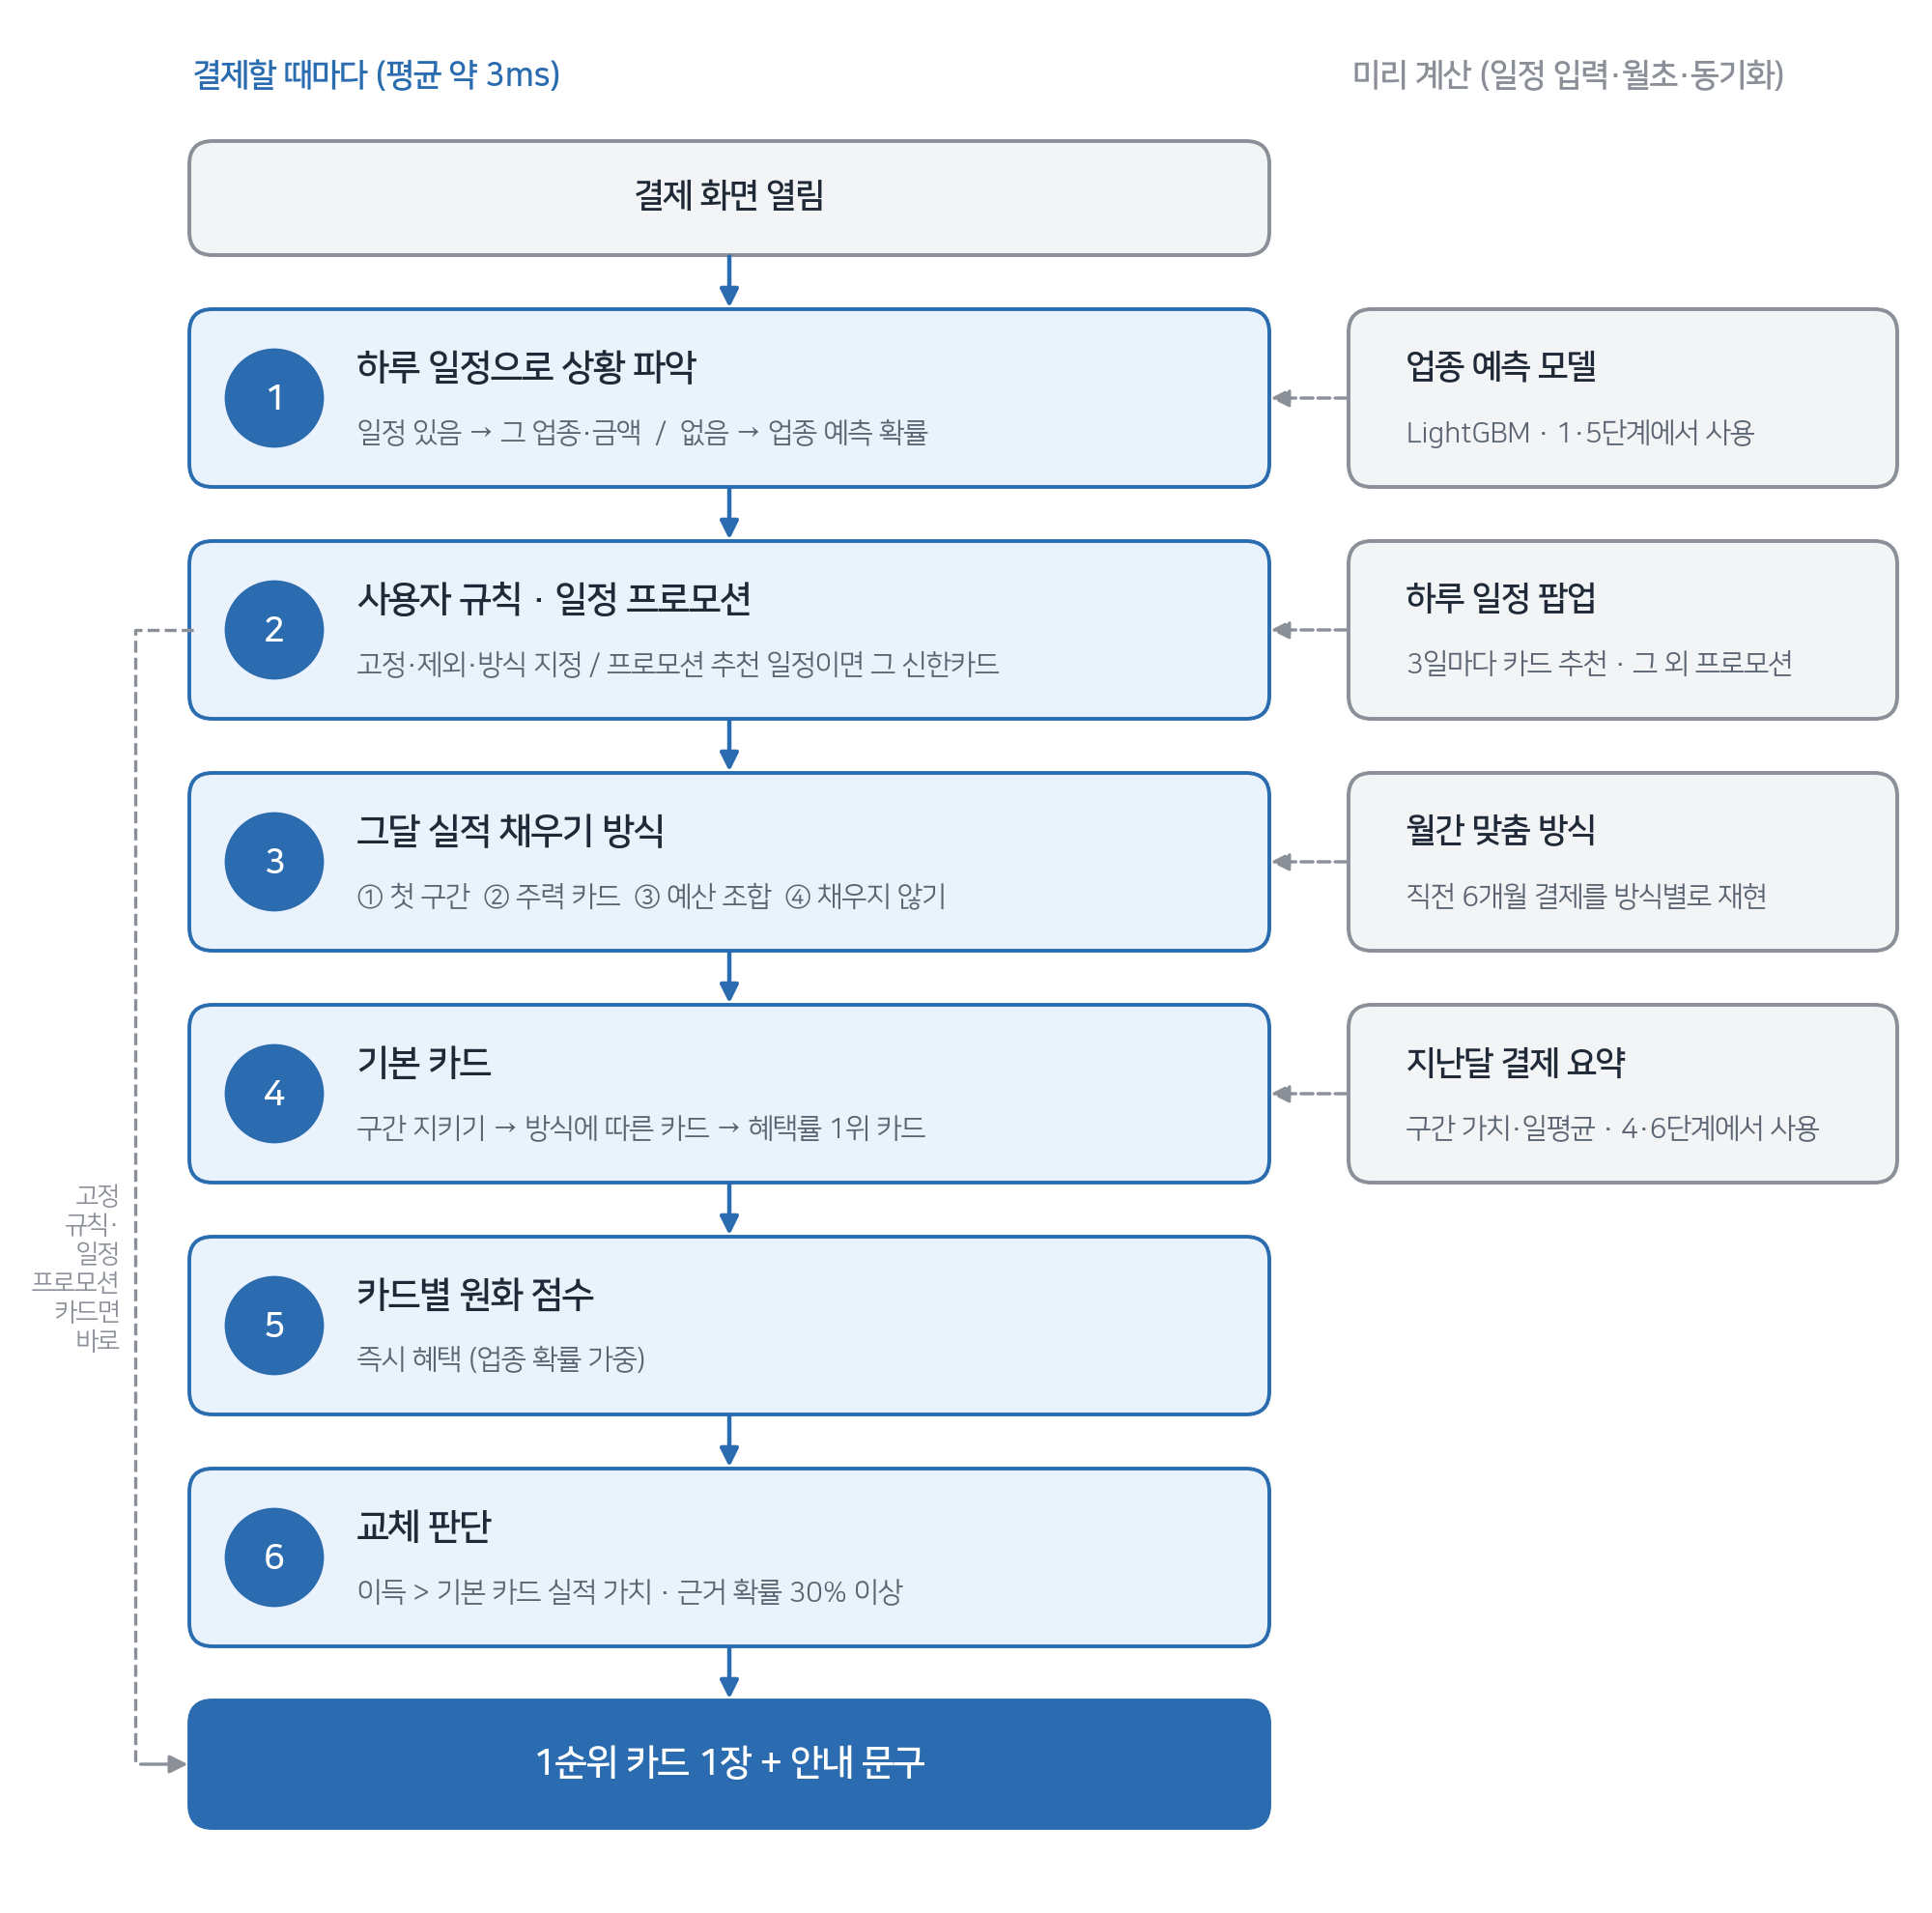 결제할 때마다 (평균 약 3ms)
미리 계산 (일정 입력·월초·동기화)
결제 화면 열림
1
하루 일정으로 상황 파악
일정 있음 → 그 업종·금액 / 없음 → 업종 예측 확률
업종 예측 모델
LightGBM · 1·5단계에서 사용
2
사용자 규칙 · 일정 프로모션
고정·제외·방식 지정 / 프로모션 추천 일정이면 그 신한카드
하루 일정 팝업
3일마다 카드 추천 · 그 외 프로모션
3
그달 실적 채우기 방식
① 첫 구간 ② 주력 카드 ③ 예산 조합 ④ 채우지 않기
월간 맞춤 방식
직전 6개월 결제를 방식별로 재현
4
기본 카드
구간 지키기 → 방식에 따른 카드 → 혜택률 1위 카드
지난달 결제 요약
구간 가치·일평균 · 4·6단계에서 사용
고정
규칙·
일정
프로모션
카드면
바로
5
카드별 원화 점수
즉시 혜택 (업종 확률 가중)
6
교체 판단
이득 > 기본 카드 실적 가치 · 근거 확률 30% 이상
1순위 카드 1장 + 안내 문구